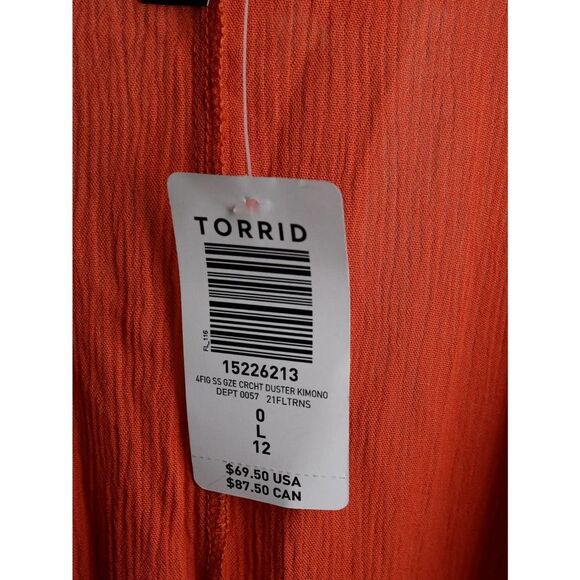 TORRID
FL_116
15226213
4FIG SS GZE CRCHT DUSTER KIMONO
DEPT 0057 21FLTRNS
0
L
12
$69.50 USA
$87.50 CAN